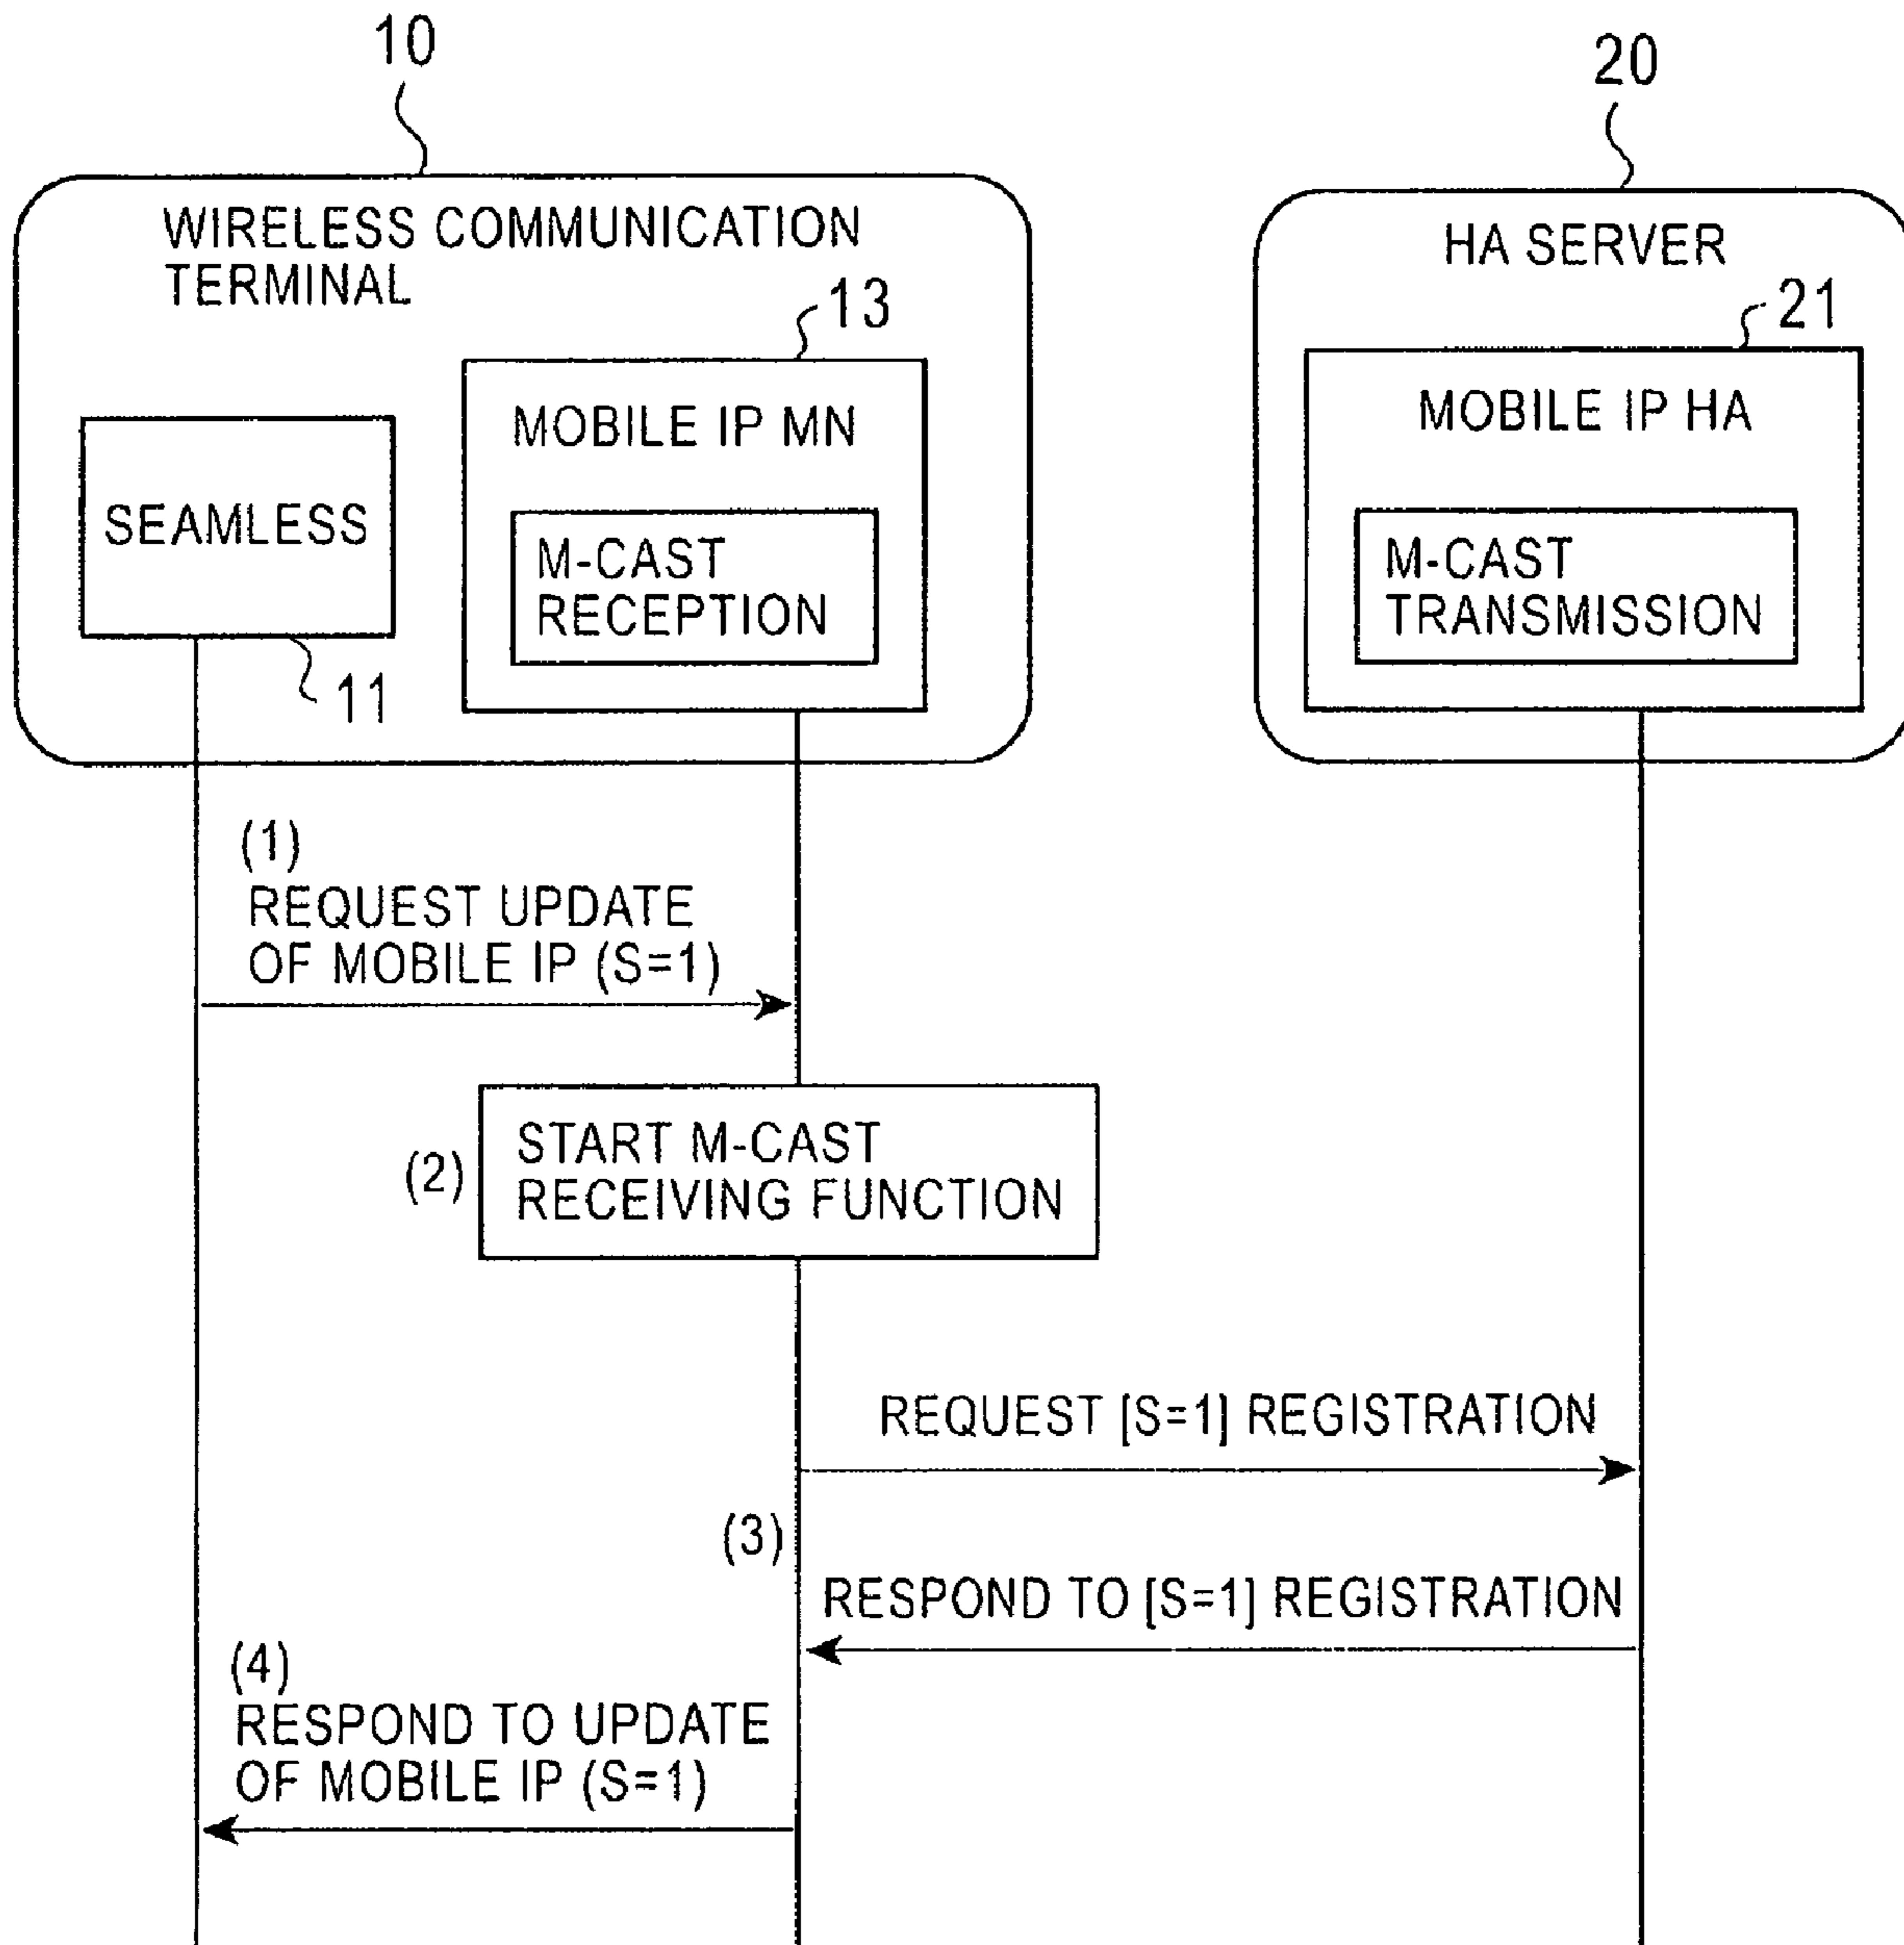 10
20
WIRELESS COMMUNICATION
TERMINAL
HA SERVER
13
21
MOBILE IP MN
MOBILE IP HA
SEAMLESS
M-CAST
RECEPTION
M-CAST
TRANSMISSION
11
(1)
REQUEST UPDATE
OF MOBILE IP (S=1)
(2)
START M-CAST
RECEIVING FUNCTION
REQUEST [S=1] REGISTRATION
(3)
RESPOND TO [S=1] REGISTRATION
(4)
RESPOND TO UPDATE
OF MOBILE IP (S=1)